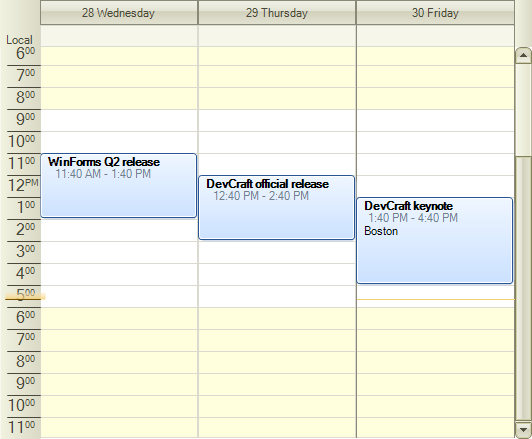 28 Wednesday
29 Thursday
30 Friday
Local
6 00
7 00
8 00
9 00
10 00
11 00
12 PM
1 00
2 00
3 00
4 00
5 00
6 00
7 00
8 00
9 00
10 00
11 00
WinForms Q2 release
11:40 AM - 1:40 PM
DevCraft official release
12:40 PM - 2:40 PM
DevCraft keynote
1:40 PM - 4:40 PM
Boston